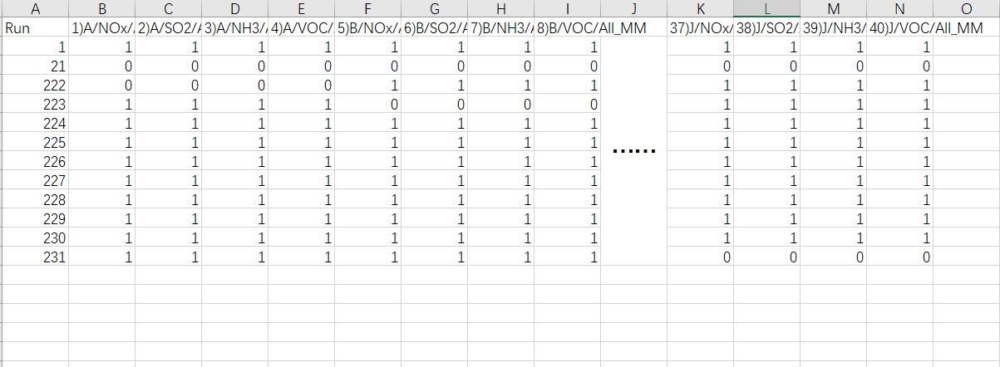 A B C D E F G H I J K L M N O
Run 1)A/NOx/ 2)A/SO2/ 3)A/NH3/ 4)A/VOC/ 5)B/NOx/ 6)B/SO2/ 7)B/NH3/ 8)B/VOC/All_MM 37)J/NOx/ 38)J/SO2/ 39)J/NH3/ 40)J/VOC/All_MM
1 1 1 1 1 1 1 1 1 1 1 1 1
21 0 0 0 0 0 0 0 0 0 0 0 0
222 0 0 0 0 1 1 1 1 1 1 1 1
223 1 1 1 1 0 0 0 0 1 1 1 1
224 1 1 1 1 1 1 1 1 1 1 1 1
225 1 1 1 1 1 1 1 1 …… 1 1 1 1
226 1 1 1 1 1 1 1 1 1 1 1 1
227 1 1 1 1 1 1 1 1 1 1 1 1
228 1 1 1 1 1 1 1 1 1 1 1 1
229 1 1 1 1 1 1 1 1 1 1 1 1
230 1 1 1 1 1 1 1 1 1 1 1 1
231 1 1 1 1 1 1 1 1 0 0 0 0